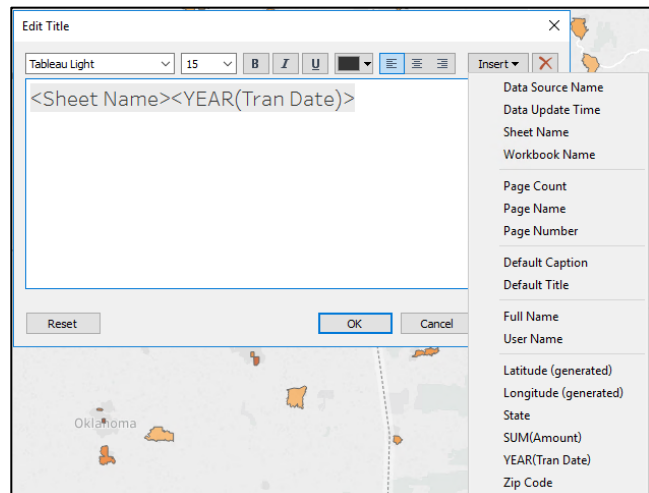 Edit Title
Tableau Light 15 B I U Insert
<Sheet Name><YEAR(Tran Date)>
Data Source Name
Data Update Time
Sheet Name
Workbook Name
Page Count
Page Name
Page Number
Default Caption
Default Title
Full Name
User Name
Latitude (generated)
Longitude (generated)
State
SUM(Amount)
YEAR(Tran Date)
Zip Code
Reset OK Cancel
Oklahoma